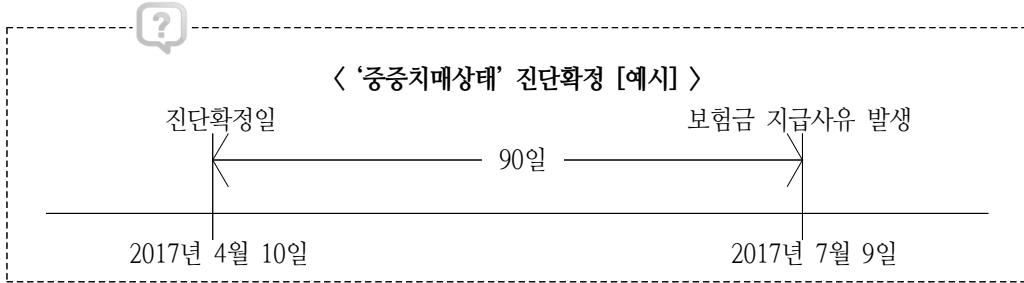 ?
〈 ‘중증치매상태’ 진단확정 [예시] 〉
진단확정일 보험금 지급사유 발생
90일
2017년 4월 10일 2017년 7월 9일